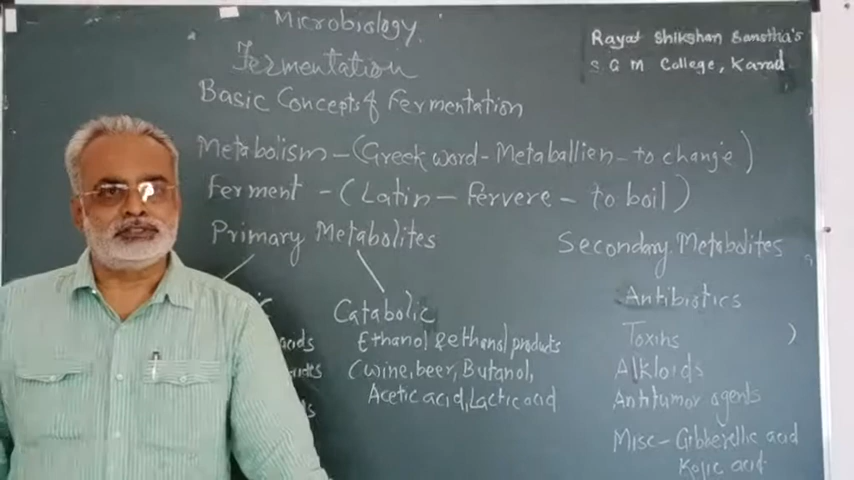 Microbiology
Rayat Shikshan Sanstha's
S G M College, Karad
Fermentation
Basic Concepts of Fermentation
Metabolism - (Greek word - Metaballien - to change)
Ferment - (Latin - fervere - to boil)
Primary Metabolites
Catabolic
Ethanol & ethanol products
(wine, beer, Butanol,
Acetic acid, Lactic acid
acids
Secondary Metabolites
Antibiotics
Toxins )
Alkloids
Antitumor agents
Misc - Gibberellic acid
Kojic acid